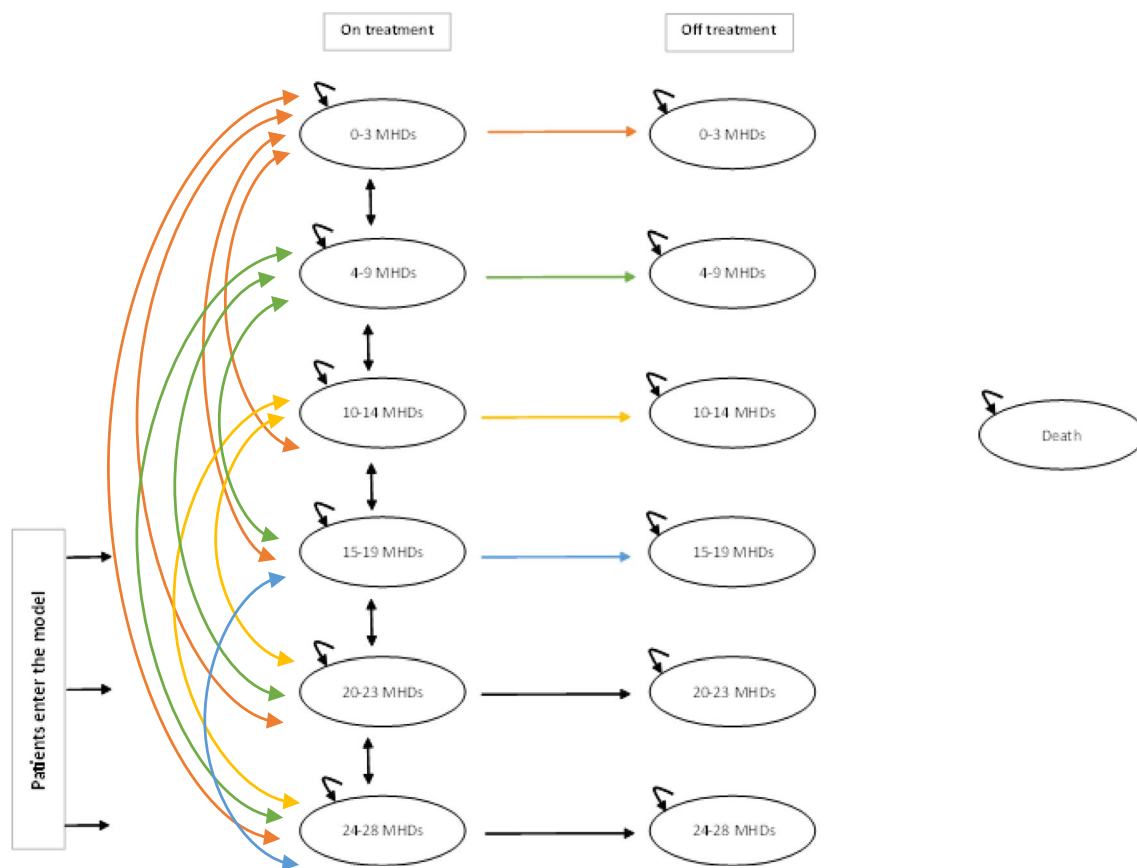 On treatment
Off treatment
0-3 MHDs
0-3 MHDs
4-9 MHDs
4-9 MHDs
10-14 MHDs
10-14 MHDs
Death
15-19 MHDs
15-19 MHDs
Patients enter the model
20-23 MHDs
20-23 MHDs
24-28 MHDs
24-28 MHDs